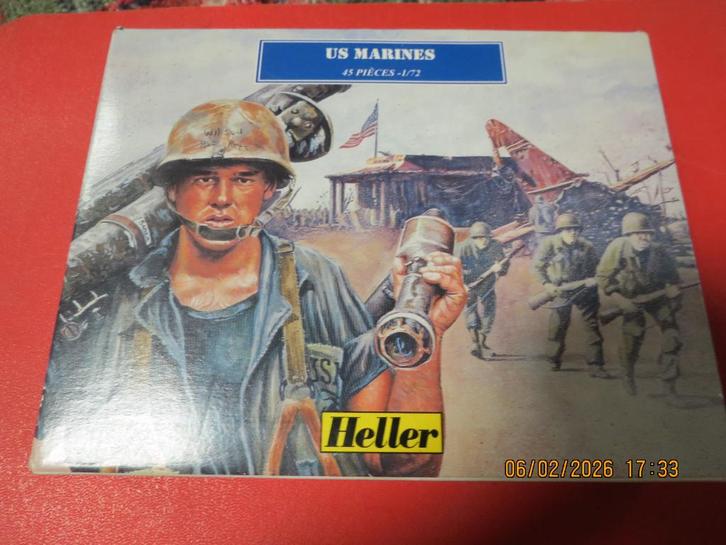 US MARINES
45 PIÈCES -1/72
Heller
06/02/2026 17:33